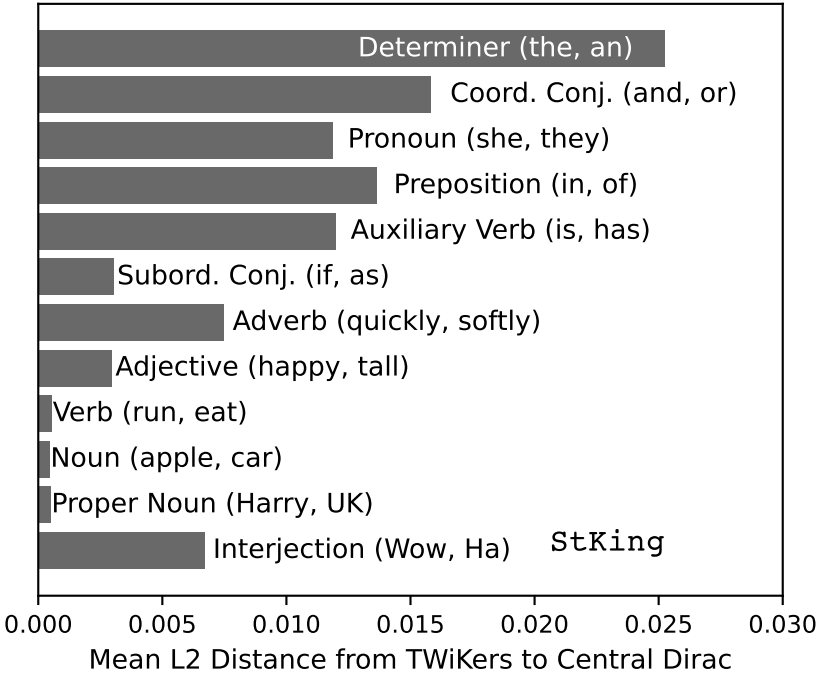 Determiner (the, an)
Coord. Conj. (and, or)
Pronoun (she, they)
Preposition (in, of)
Auxiliary Verb (is, has)
Subord. Conj. (if, as)
Adverb (quickly, softly)
Adjective (happy, tall)
Verb (run, eat)
Noun (apple, car)
Proper Noun (Harry, UK)
Interjection (Wow, Ha) StKing
0.000 0.005 0.010 0.015 0.020 0.025 0.030
Mean L2 Distance from TWiKers to Central Dirac